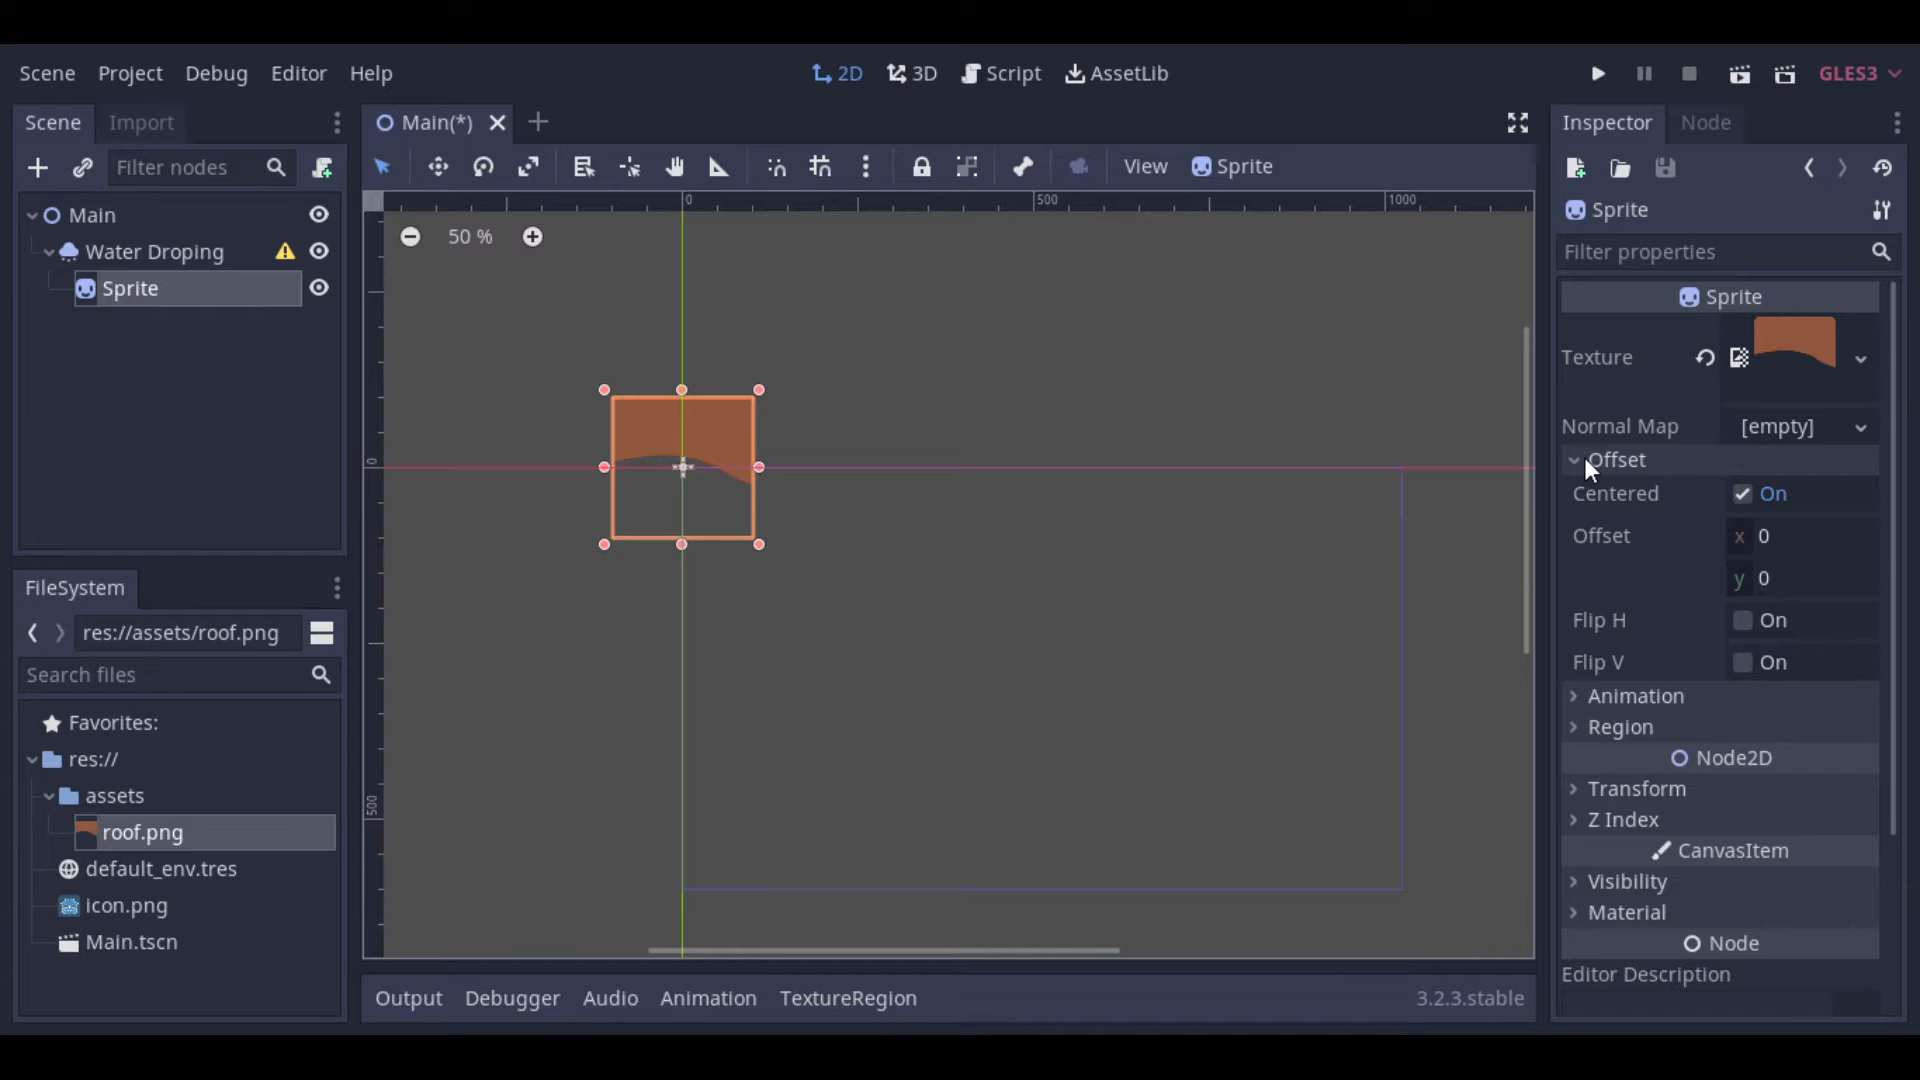 Scene Project Debug Editor Help
2D 3D Script AssetLib
GLES3
Scene Import
Filter nodes
Main
Water Droping
Sprite
FileSystem
res://assets/roof.png
Search files
Favorites:
res://
assets
roof.png
default_env.tres
icon.png
Main.tscn
Main(*)
View Sprite
0 500 1000
50 %
0
500
Output Debugger Audio Animation TextureRegion 3.2.3.stable
Inspector Node
Sprite
Filter properties
Sprite
Texture
Normal Map [empty]
Offset
Centered On
Offset x 0
y 0
Flip H On
Flip V On
Animation
Region
Node2D
Transform
Z Index
CanvasItem
Visibility
Material
Node
Editor Description